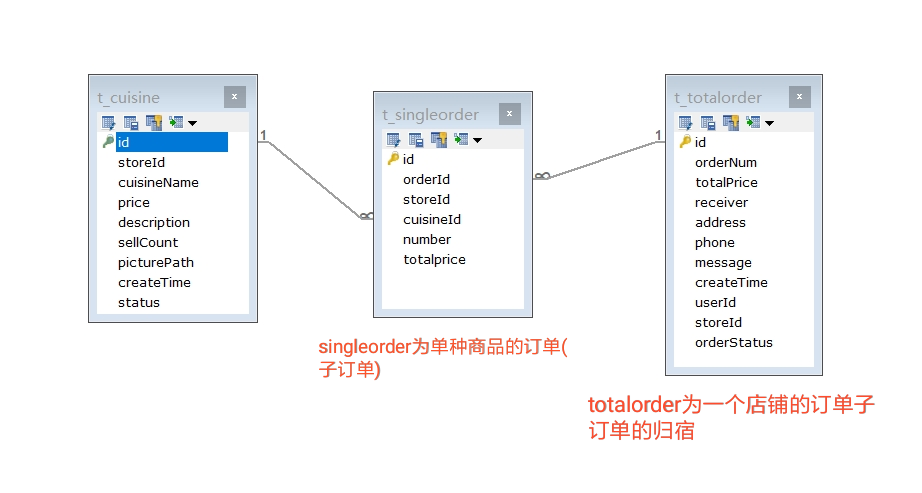 t_cuisine
id
storeId
cuisineName
price
description
sellCount
picturePath
createTime
status
1
∞
t_singleorder
id
orderId
storeId
cuisineId
number
totalprice
∞
1
t_totalorder
id
orderNum
totalPrice
receiver
address
phone
message
createTime
userId
storeId
orderStatus
singleorder为单种商品的订单(
子订单)
totalorder为一个店铺的订单子
订单的归宿